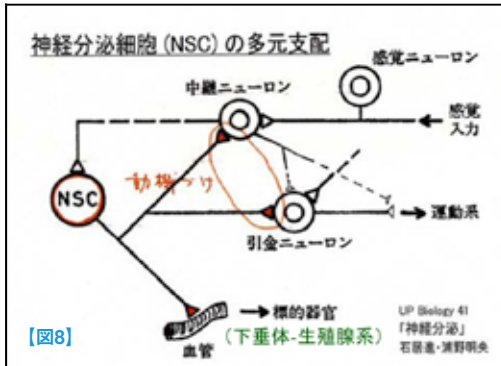 神経分泌細胞(NSC)の多元支配
感覚ニューロン
中継ニューロン
感覚
入力
動機づけ
NSC
運動系
引金ニューロン
標的器官
(下垂体-生殖腺系)
血管
【図8】
UP Biology 41
「神経分泌」
石居進・浦野明央